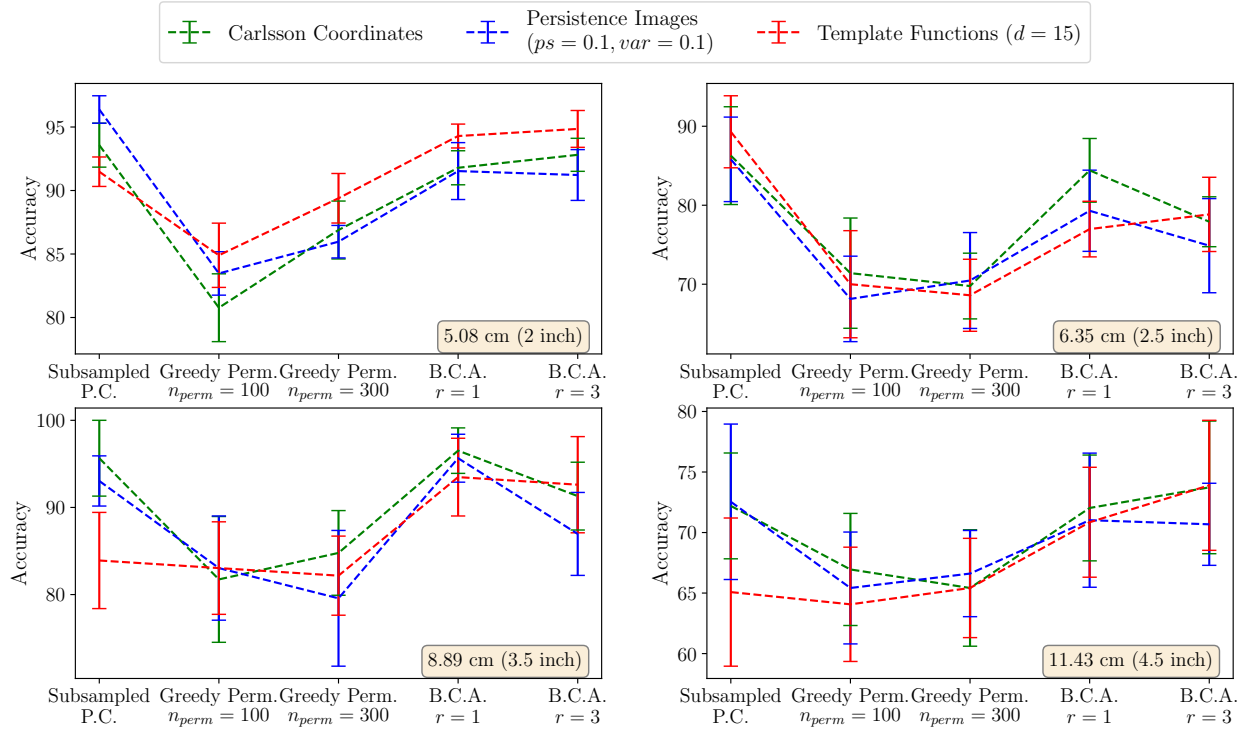 Carlsson Coordinates
Persistence Images
(ps = 0.1, var = 0.1)
Template Functions (d = 15)
95
90
85
80
Accuracy
5.08 cm (2 inch)
Subsampled P.C.
Greedy Perm. n_perm = 100
Greedy Perm. n_perm = 300
B.C.A. r = 1
B.C.A. r = 3
90
80
70
Accuracy
6.35 cm (2.5 inch)
Subsampled P.C.
Greedy Perm. n_perm = 100
Greedy Perm. n_perm = 300
B.C.A. r = 1
B.C.A. r = 3
100
90
80
Accuracy
8.89 cm (3.5 inch)
Subsampled P.C.
Greedy Perm. n_perm = 100
Greedy Perm. n_perm = 300
B.C.A. r = 1
B.C.A. r = 3
80
75
70
65
60
Accuracy
11.43 cm (4.5 inch)
Subsampled P.C.
Greedy Perm. n_perm = 100
Greedy Perm. n_perm = 300
B.C.A. r = 1
B.C.A. r = 3